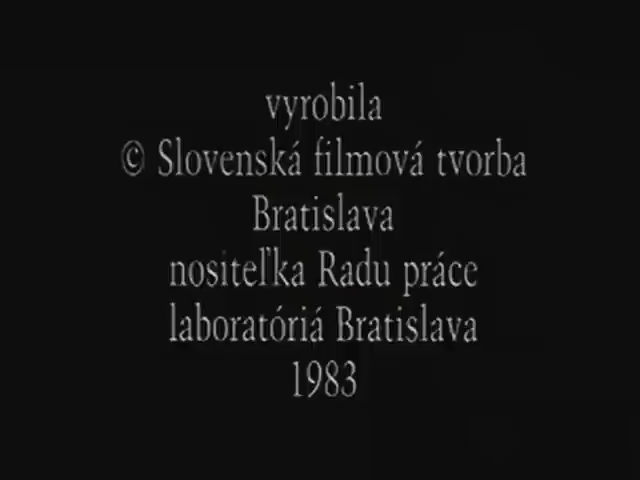 vyrobila
© Slovenská filmová tvorba
Bratislava
nositeľka Radu práce
laboratóriá Bratislava
1983